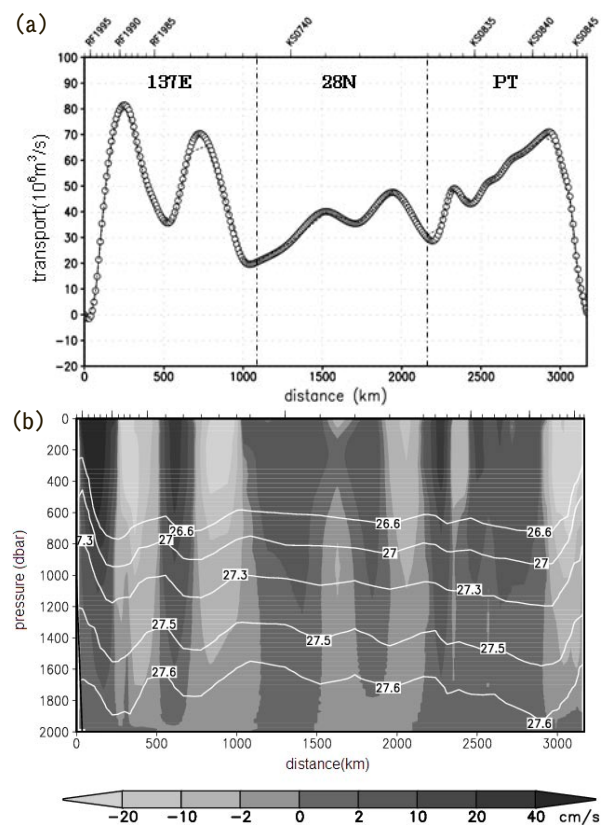 (a)
RF1995 RF1990 RF1985 KS0740 KS0835 KS0840 KS0845
137E 28N PT
transport(10⁶m³/s)
100
90
80
70
60
50
40
30
20
10
0
−10
−20
0 500 1000 1500 2000 2500 3000
distance (km)
(b)
pressure (dbar)
0
200
400
600
800
1000
1200
1400
1600
1800
2000
26.6 26.6 26.6
27 27 27
7.3 27.3 27.3 27.3
27.5 27.5 27.5
27.6 27.6 27.6
0 500 1000 1500 2000 2500 3000
distance(km)
−20 −10 −2 0 2 10 20 40 cm/s